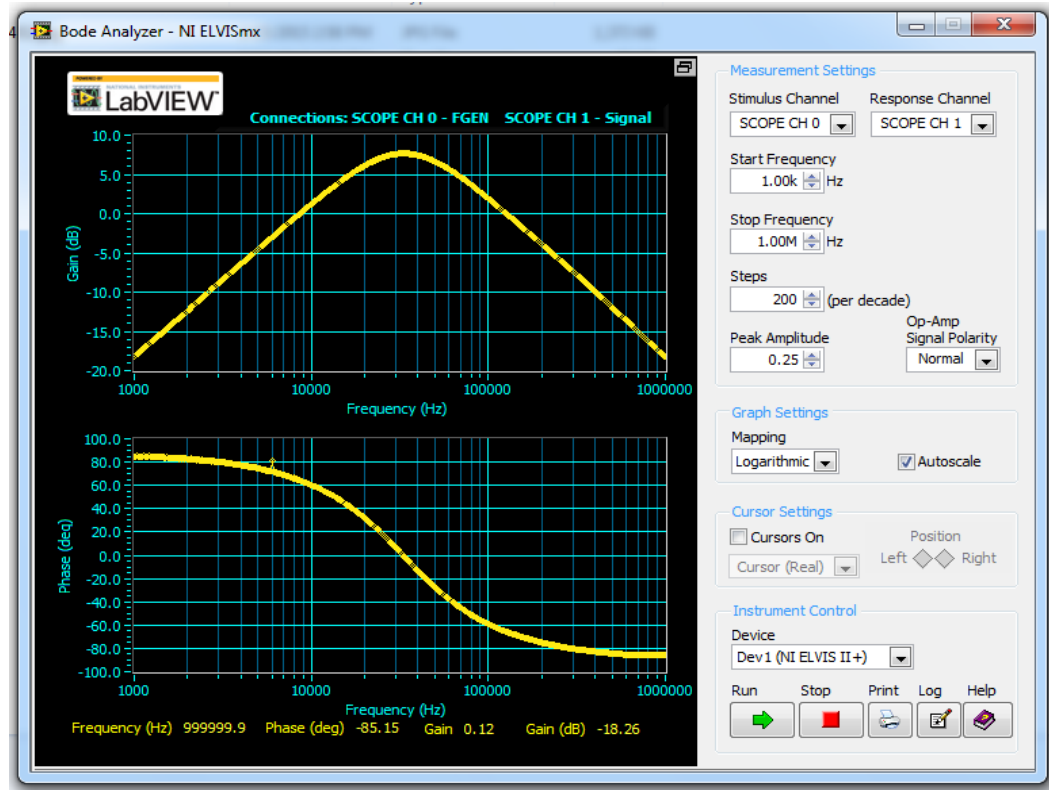 Bode Analyzer - NI ELVISmx
POWERED BY
NATIONAL INSTRUMENTS
LabVIEW
Connections: SCOPE CH 0 - FGEN SCOPE CH 1 - Signal
10.0
5.0
0.0
-5.0
-10.0
-15.0
-20.0
Gain (dB)
1000 10000 100000 1000000
Frequency (Hz)
100.0
80.0
60.0
40.0
20.0
0.0
-20.0
-40.0
-60.0
-80.0
-100.0
Phase (deg)
1000 10000 100000 1000000
Frequency (Hz)
Frequency (Hz) 999999.9 Phase (deg) -85.15 Gain 0.12 Gain (dB) -18.26
Measurement Settings
Stimulus Channel Response Channel
SCOPE CH 0 SCOPE CH 1
Start Frequency
1.00k Hz
Stop Frequency
1.00M Hz
Steps
200 (per decade)
Op-Amp
Peak Amplitude Signal Polarity
0.25 Normal
Graph Settings
Mapping
Logarithmic Autoscale
Cursor Settings
Cursors On Position
Cursor (Real) Left Right
Instrument Control
Device
Dev1 (NI ELVIS II+)
Run Stop Print Log Help